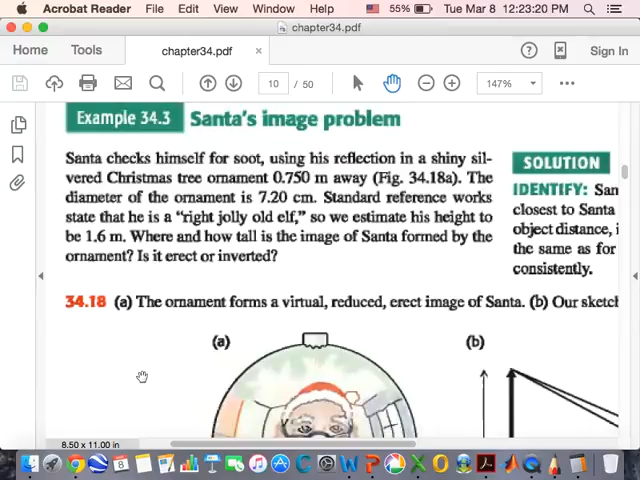 Acrobat Reader File Edit View Window Help 55% Tue Mar 8 12:23:20 PM
chapter34.pdf
Home Tools chapter34.pdf × ? Sign In
10 / 50 147%
Example 34.3 Santa's image problem
Santa checks himself for soot, using his reflection in a shiny sil-
vered Christmas tree ornament 0.750 m away (Fig. 34.18a). The
diameter of the ornament is 7.20 cm. Standard reference works
state that he is a "right jolly old elf," so we estimate his height to
be 1.6 m. Where and how tall is the image of Santa formed by the
ornament? Is it erect or inverted?
SOLUTION
IDENTIFY: San
closest to Santa
object distance, i
the same as for
consistently.
34.18 (a) The ornament forms a virtual, reduced, erect image of Santa. (b) Our sketch
(a) (b)
8.50 x 11.00 in
8